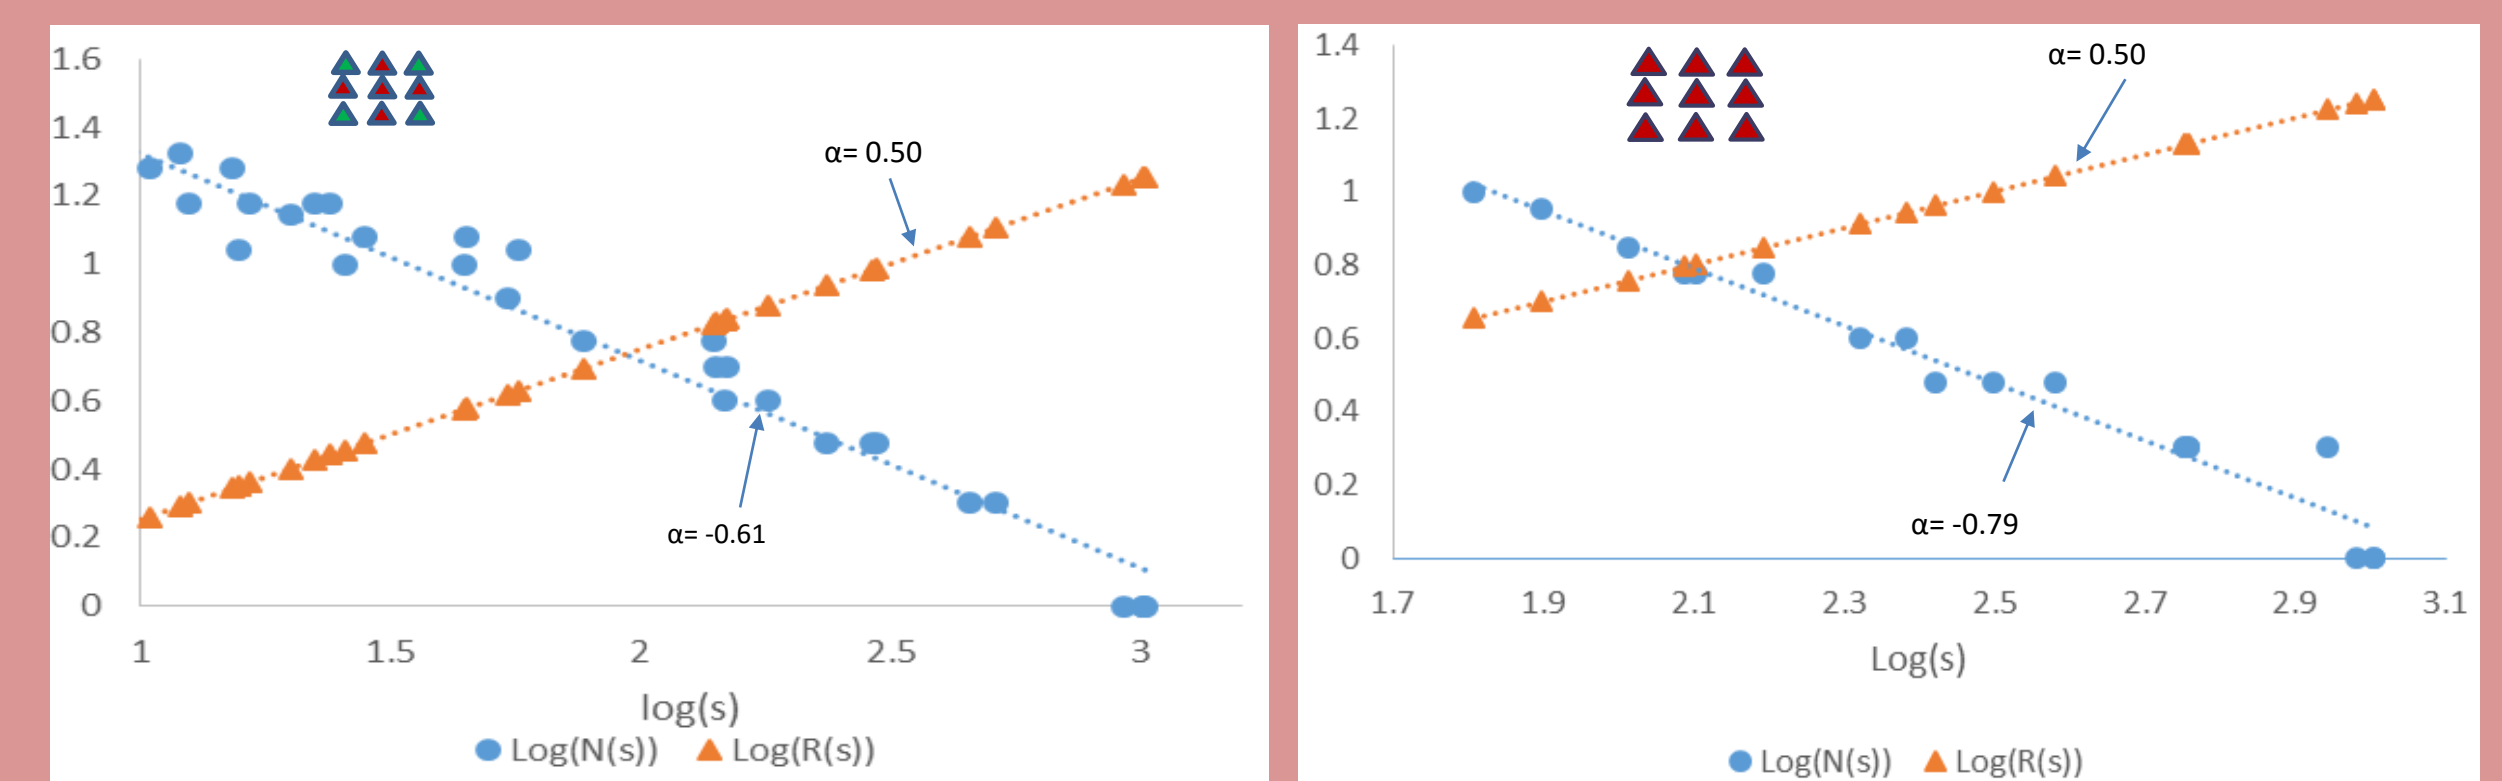 1.6
1.4
1.2
1
0.8
0.6
0.4
0.2
0
α= 0.50
α= -0.61
1 1.5 2 2.5 3
log(s)
Log(N(s)) Log(R(s))
1.4
1.2
1
0.8
0.6
0.4
0.2
0
α= 0.50
α= -0.79
1.7 1.9 2.1 2.3 2.5 2.7 2.9 3.1
Log(s)
Log(N(s)) Log(R(s))